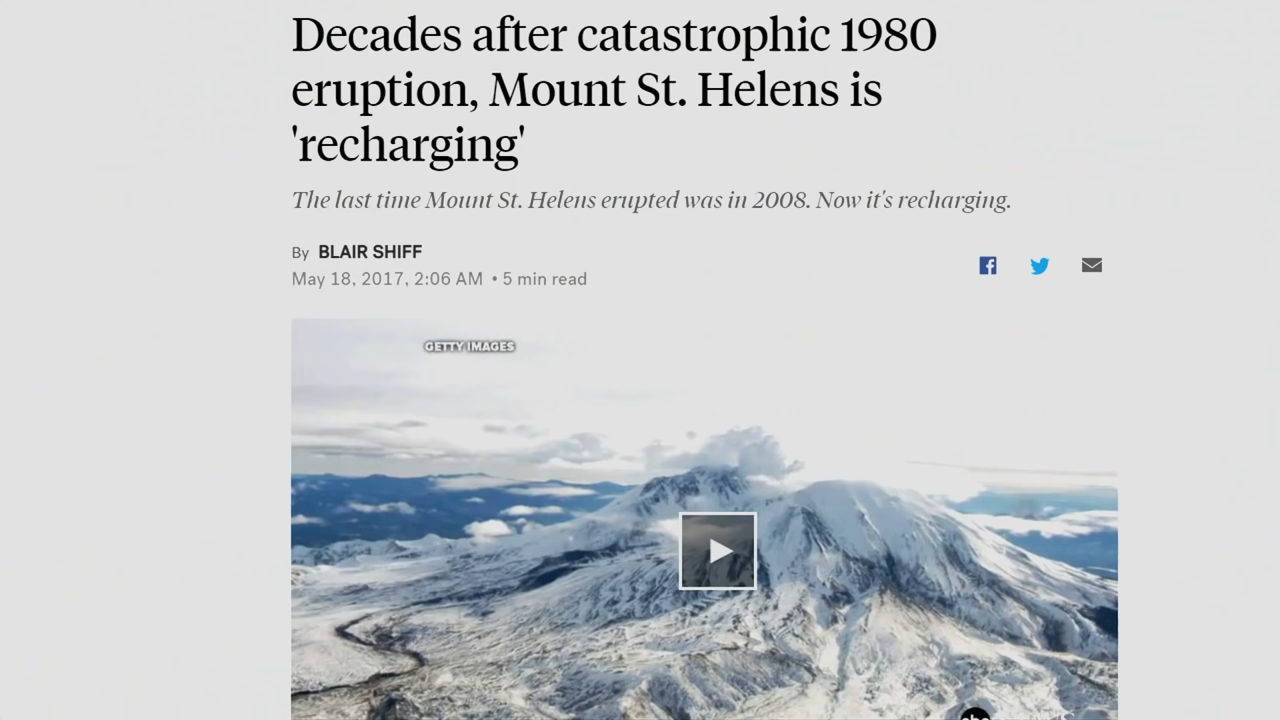 Decades after catastrophic 1980
eruption, Mount St. Helens is
'recharging'
The last time Mount St. Helens erupted was in 2008. Now it's recharging.
By BLAIR SHIFF
May 18, 2017, 2:06 AM • 5 min read
GETTY IMAGES
abc